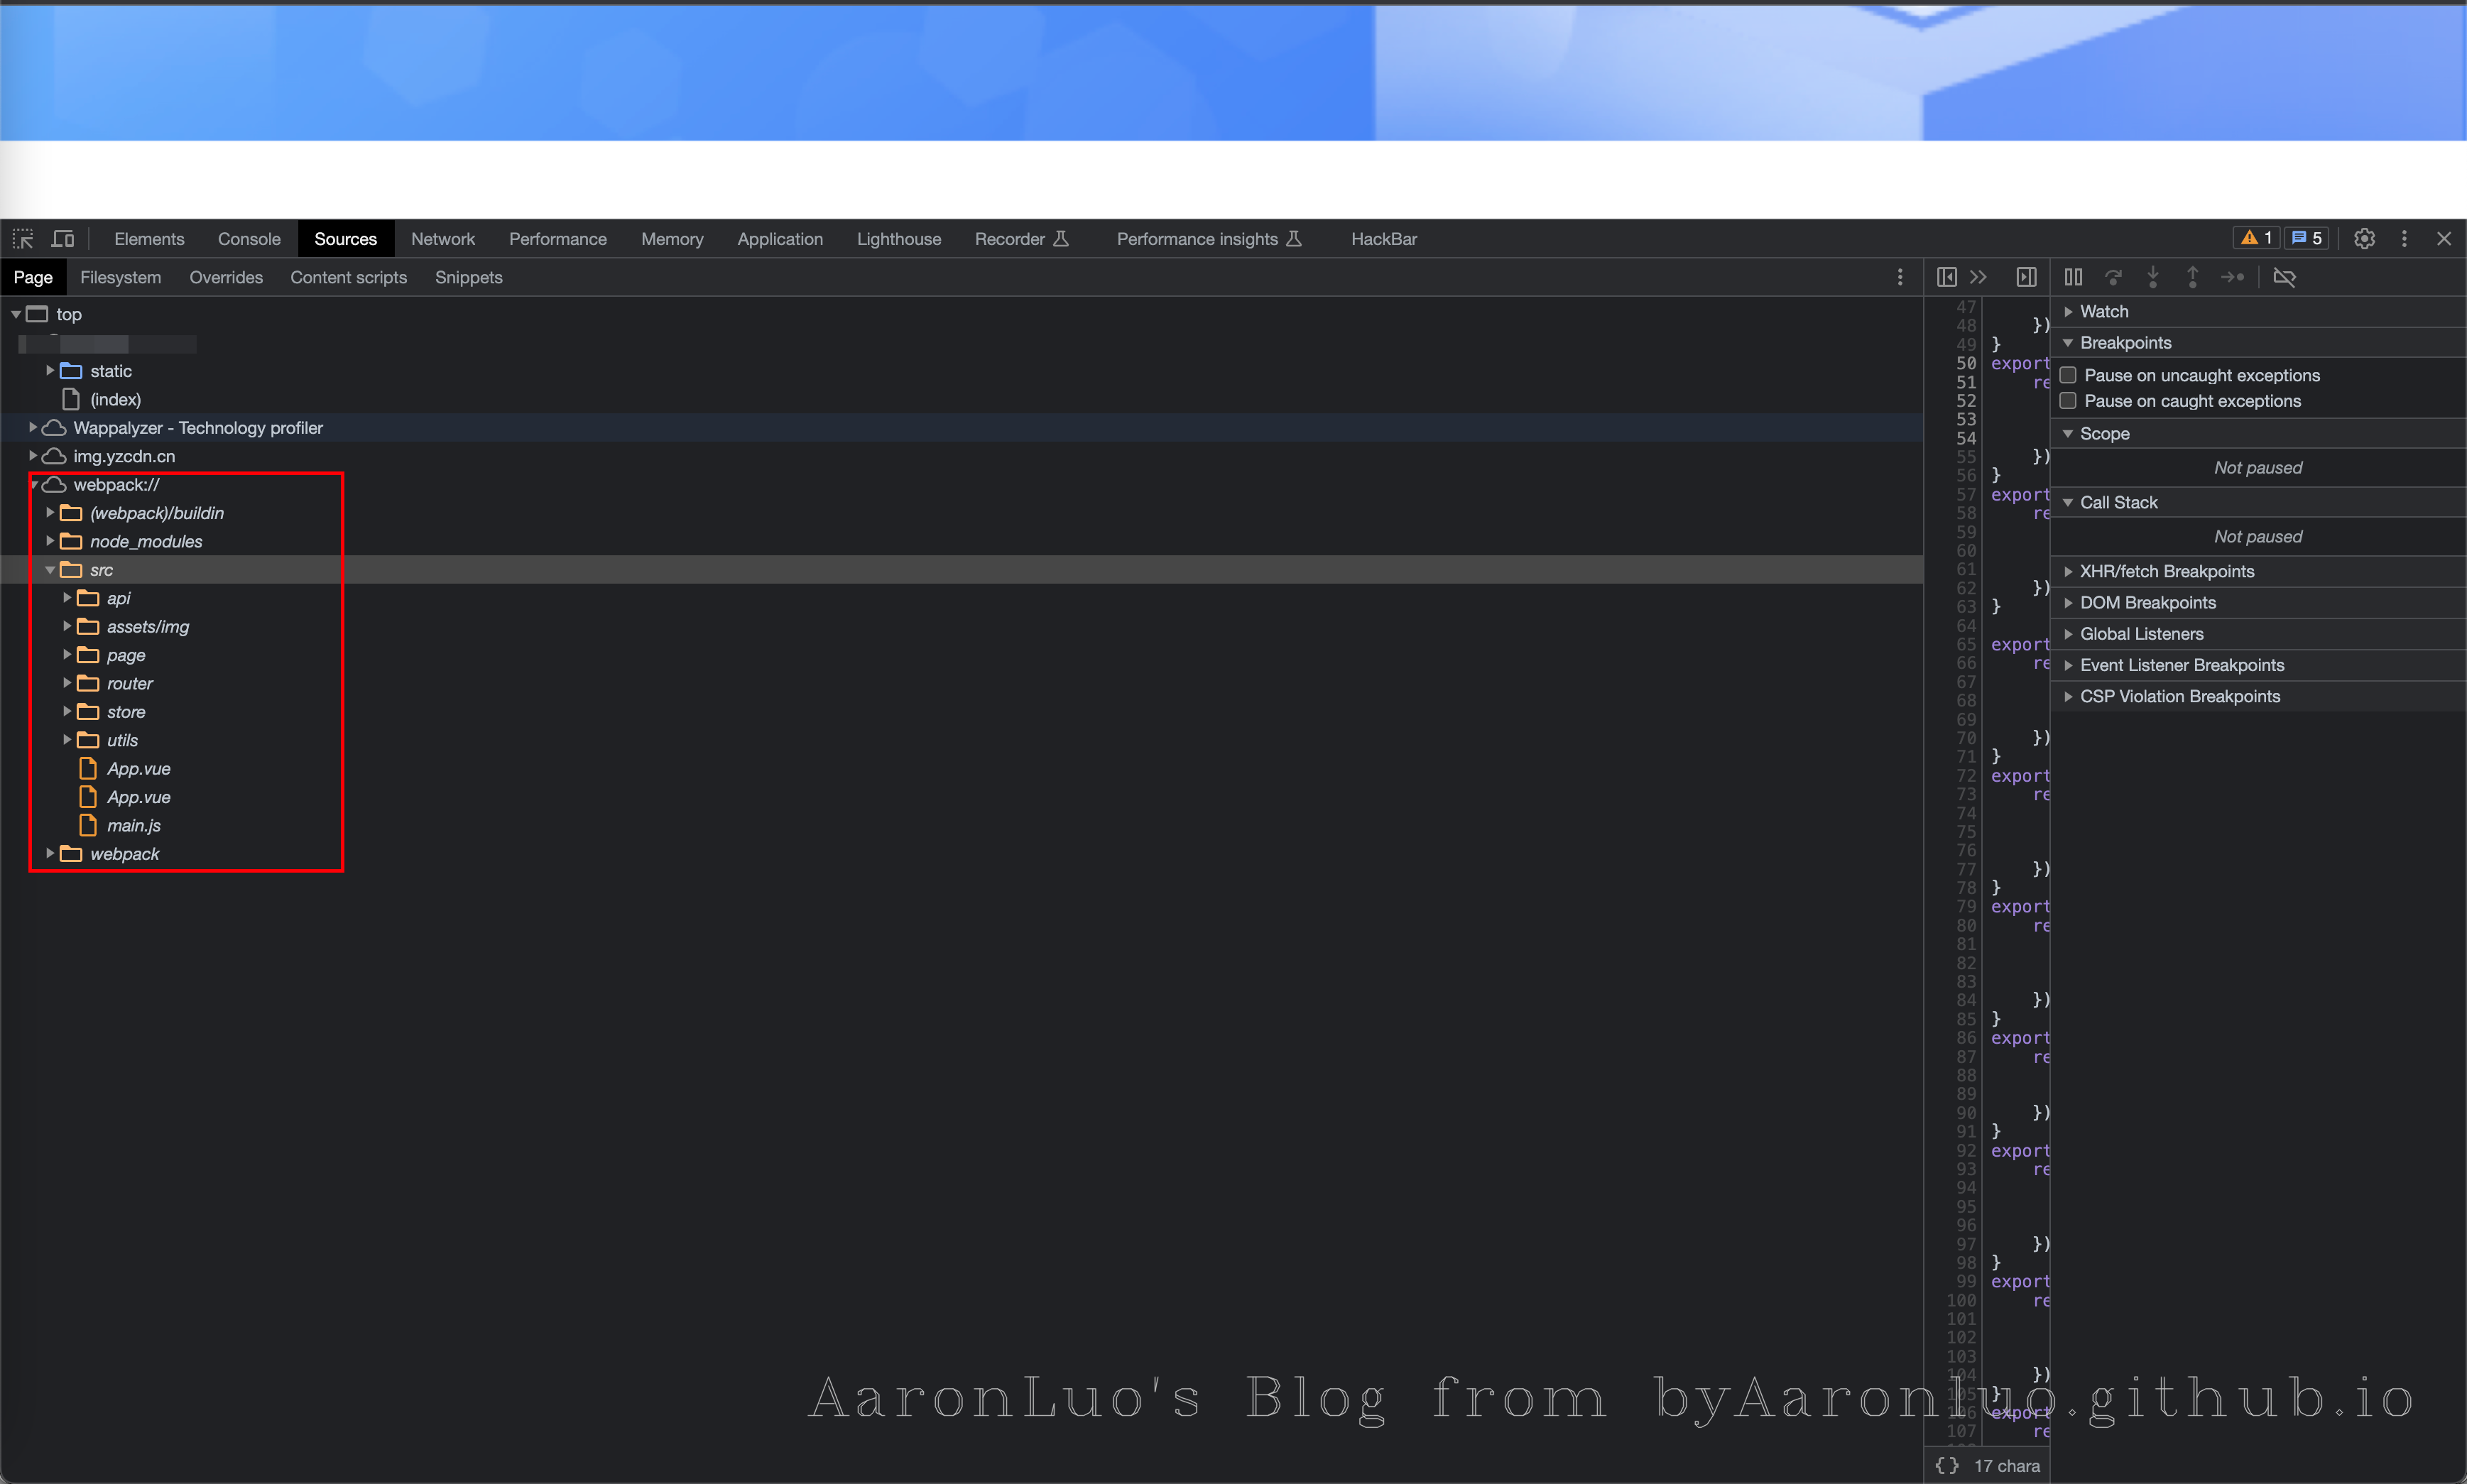 Elements Console Sources Network Performance Memory Application Lighthouse Recorder Performance insights HackBar 1 5
Page Filesystem Overrides Content scripts Snippets
top
static
(index)
Wappalyzer - Technology profiler
img.yzcdn.cn
webpack://
(webpack)/buildin
node_modules
src
api
assets/img
page
router
store
utils
App.vue
App.vue
main.js
webpack
47
48 })
49 }
50 export
51 re
52
53
54
55 })
56 }
57 export
58 re
59
60
61
62 })
63 }
64
65 export
66 re
67
68
69
70 })
71 }
72 export
73 re
74
75
76
77 })
78 }
79 export
80 re
81
82
83
84 })
85 }
86 export
87 re
88
89
90 })
91 }
92 export
93 re
94
95
96
97 })
98 }
99 export
100 re
101
102
103
104 })
105 }
106 export
107 re
{} 17 chara
Watch
Breakpoints
Pause on uncaught exceptions
Pause on caught exceptions
Scope
Not paused
Call Stack
Not paused
XHR/fetch Breakpoints
DOM Breakpoints
Global Listeners
Event Listener Breakpoints
CSP Violation Breakpoints
AaronLuo's Blog from byAaronluo.github.io